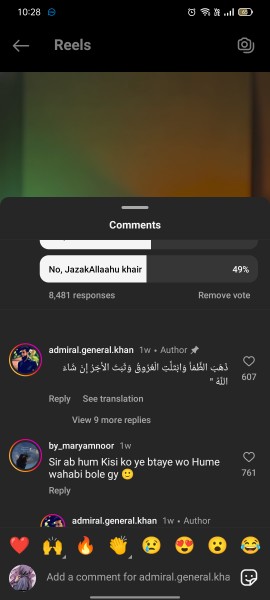 10:28
Reels
Comments
No, JazakAllaahu khair 49%
8,481 responses Remove vote
admiral.general.khan 1w • Author
ذَهَبَ الظَّمَأُ وَابْتَلَّتِ الْعُرُوقُ وَثَبَتَ الأَجْرُ إِنْ شَاءَ
اللَّهُ "
607
Reply See translation
View 9 more replies
by_maryamnoor 1w
Sir ab hum Kisi ko ye btaye wo Hume
wahabi bole gy 🙂
761
Reply
admiral.general.khan 1w • Author
Add a comment for admiral.general.kha